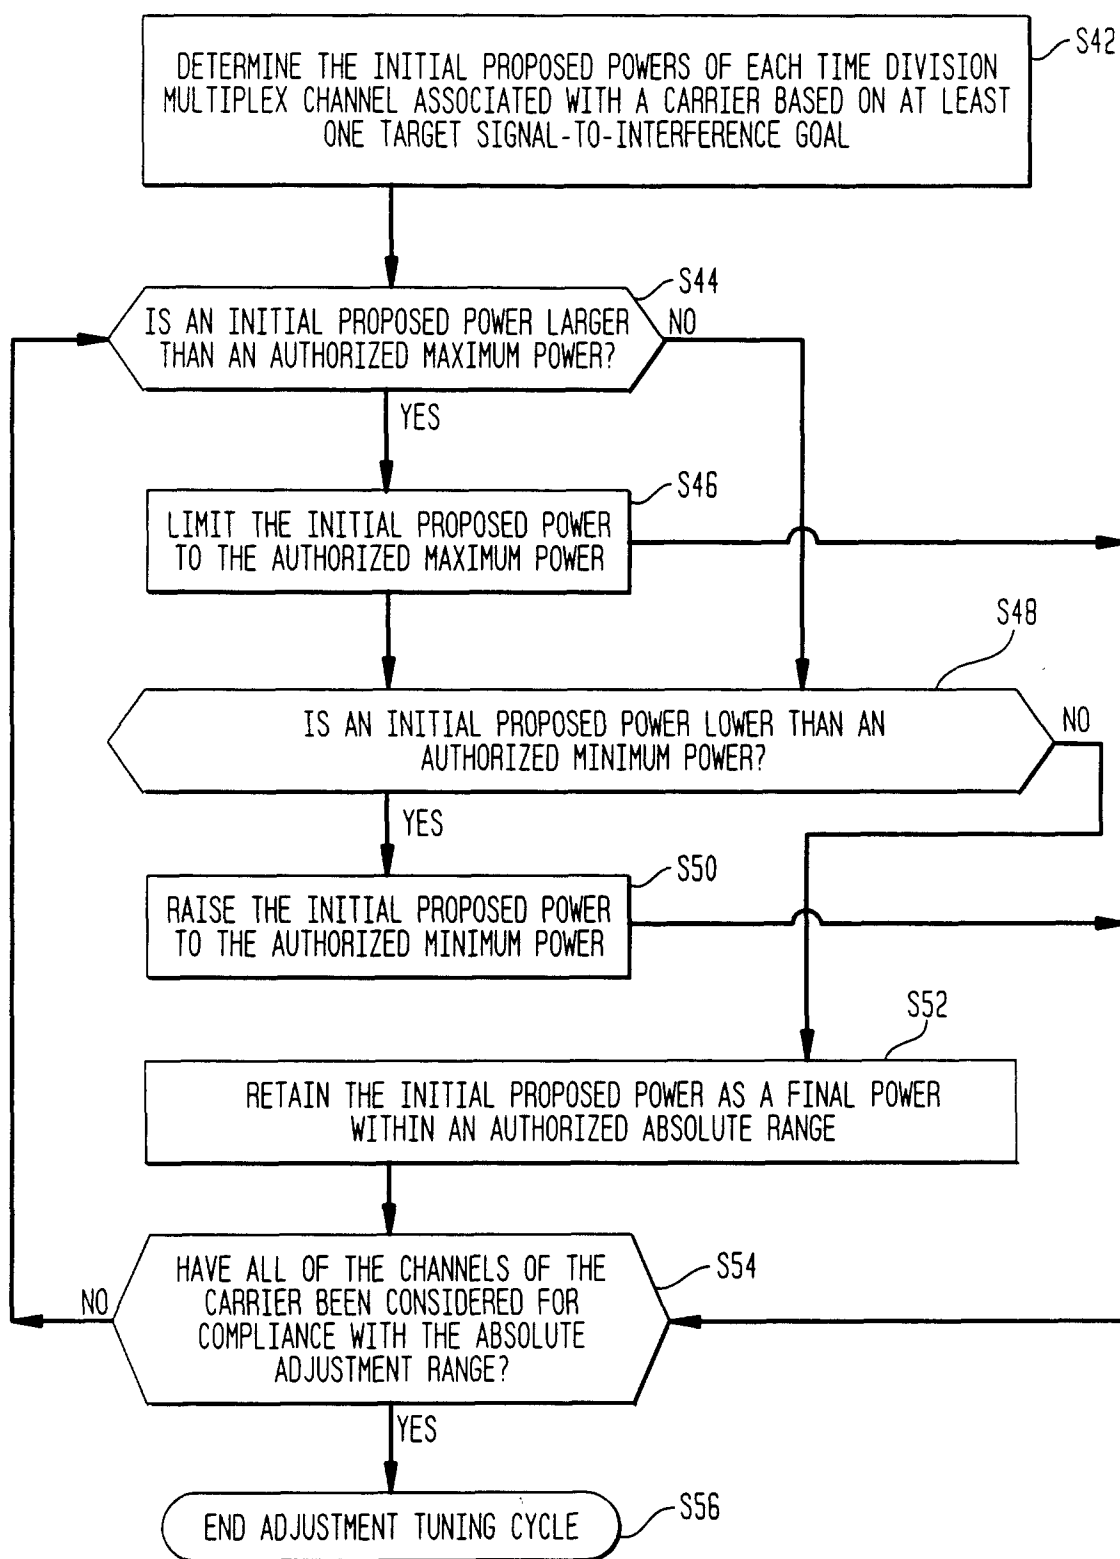 S42
DETERMINE THE INITIAL PROPOSED POWERS OF EACH TIME DIVISION
MULTIPLEX CHANNEL ASSOCIATED WITH A CARRIER BASED ON AT LEAST
ONE TARGET SIGNAL-TO-INTERFERENCE GOAL
S44
IS AN INITIAL PROPOSED POWER LARGER
THAN AN AUTHORIZED MAXIMUM POWER?
NO
YES
S46
LIMIT THE INITIAL PROPOSED POWER
TO THE AUTHORIZED MAXIMUM POWER
S48
IS AN INITIAL PROPOSED POWER LOWER THAN AN
AUTHORIZED MINIMUM POWER?
NO
YES
S50
RAISE THE INITIAL PROPOSED POWER
TO THE AUTHORIZED MINIMUM POWER
S52
RETAIN THE INITIAL PROPOSED POWER AS A FINAL POWER
WITHIN AN AUTHORIZED ABSOLUTE RANGE
S54
HAVE ALL OF THE CHANNELS OF THE
CARRIER BEEN CONSIDERED FOR
COMPLIANCE WITH THE ABSOLUTE
ADJUSTMENT RANGE?
NO
YES
S56
END ADJUSTMENT TUNING CYCLE